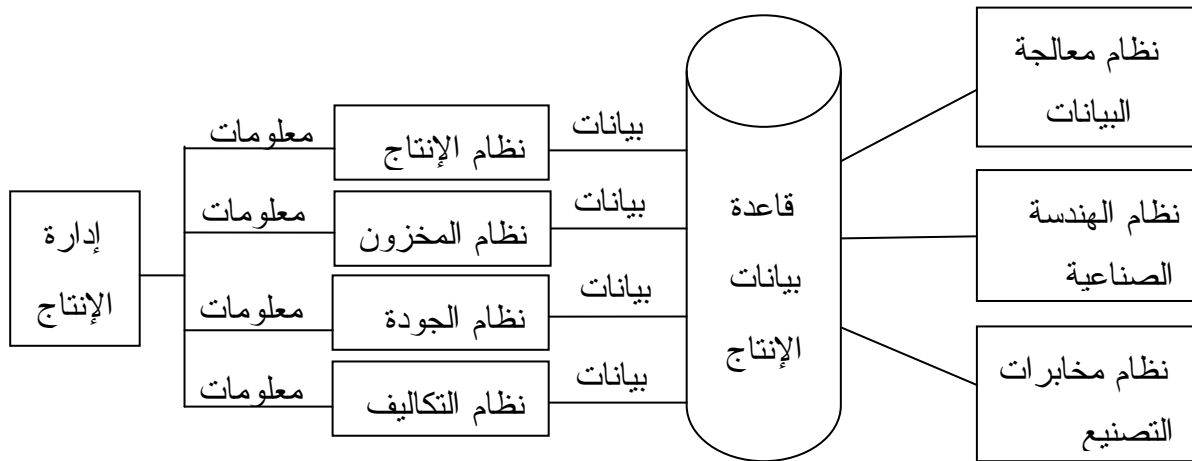 نظام معالجة
البيانات
نظام الهندسة
الصناعية
نظام مخابرات
التصنيع
قاعدة
بيانات
الإنتاج
بيانات
بيانات
بيانات
بيانات
نظام الإنتاج
نظام المخزون
نظام الجودة
نظام التكاليف
معلومات
معلومات
معلومات
معلومات
إدارة
الإنتاج